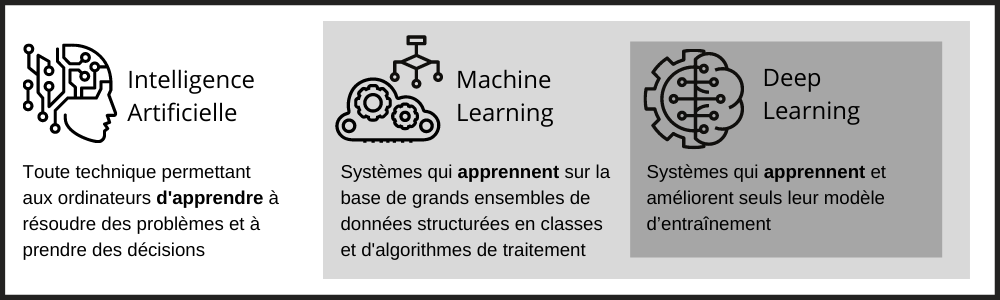 Intelligence
Artificielle
Toute technique permettant
aux ordinateurs d'apprendre à
résoudre des problèmes et à
prendre des décisions
Machine
Learning
Systèmes qui apprennent sur la
base de grands ensembles de
données structurées en classes
et d'algorithmes de traitement
Deep
Learning
Systèmes qui apprennent et
améliorent seuls leur modèle
d’entraînement